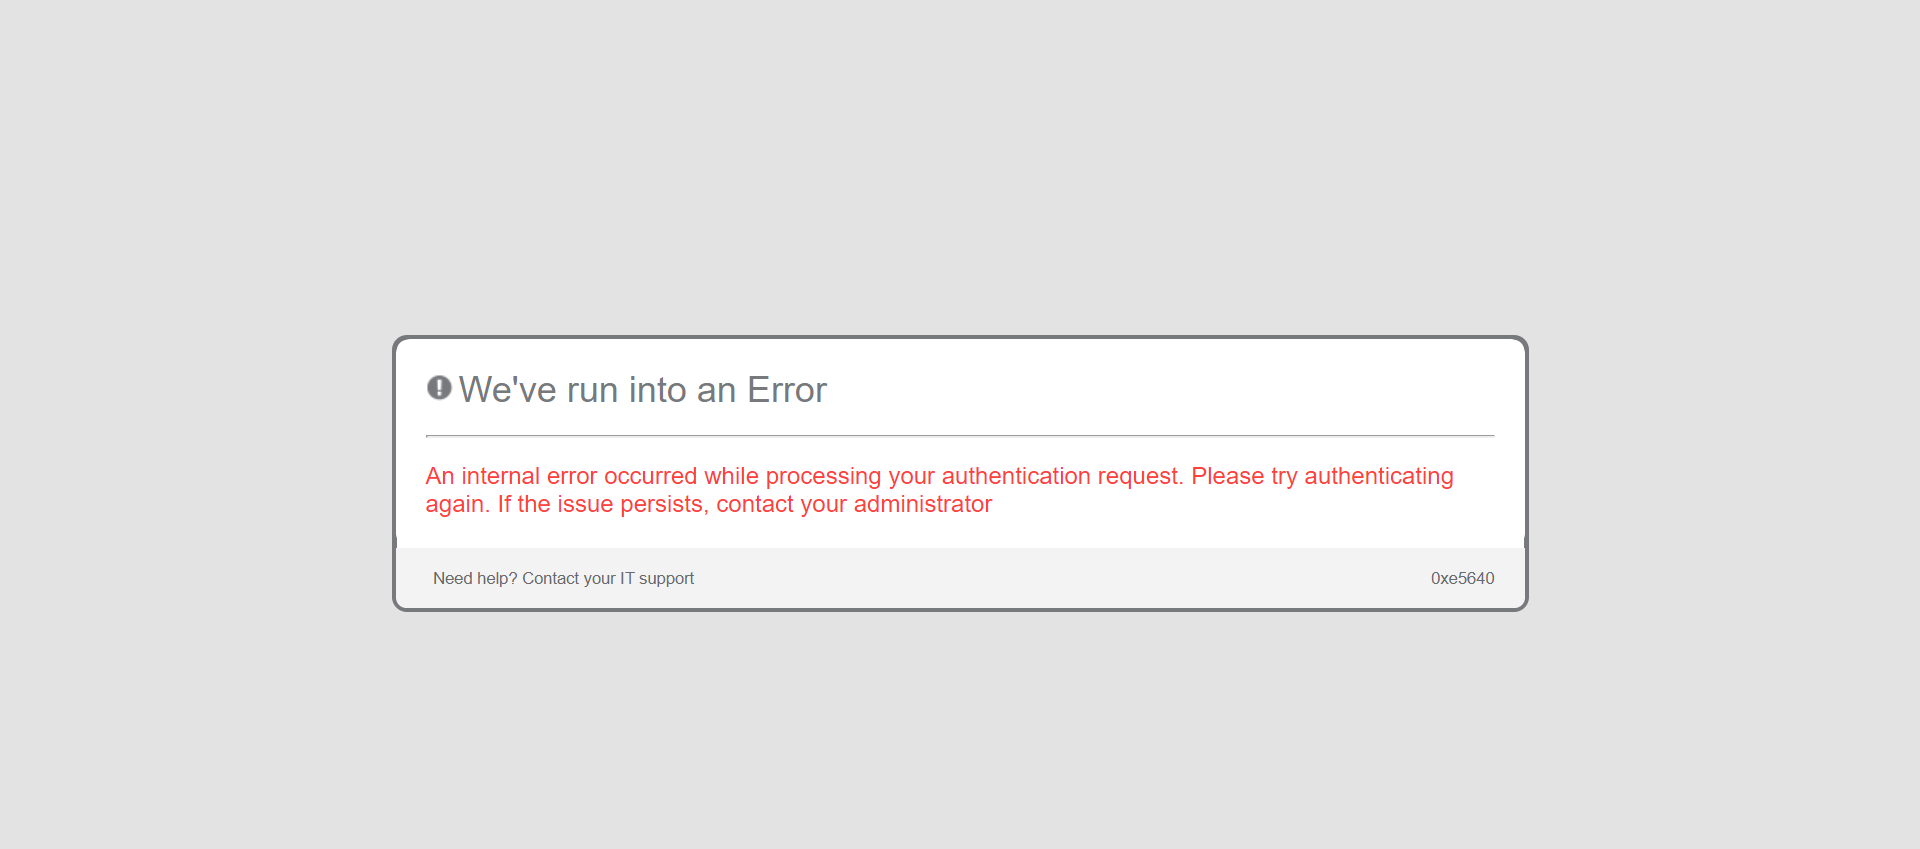 We've run into an Error
An internal error occurred while processing your authentication request. Please try authenticating
again. If the issue persists, contact your administrator
Need help? Contact your IT support
0xe5640